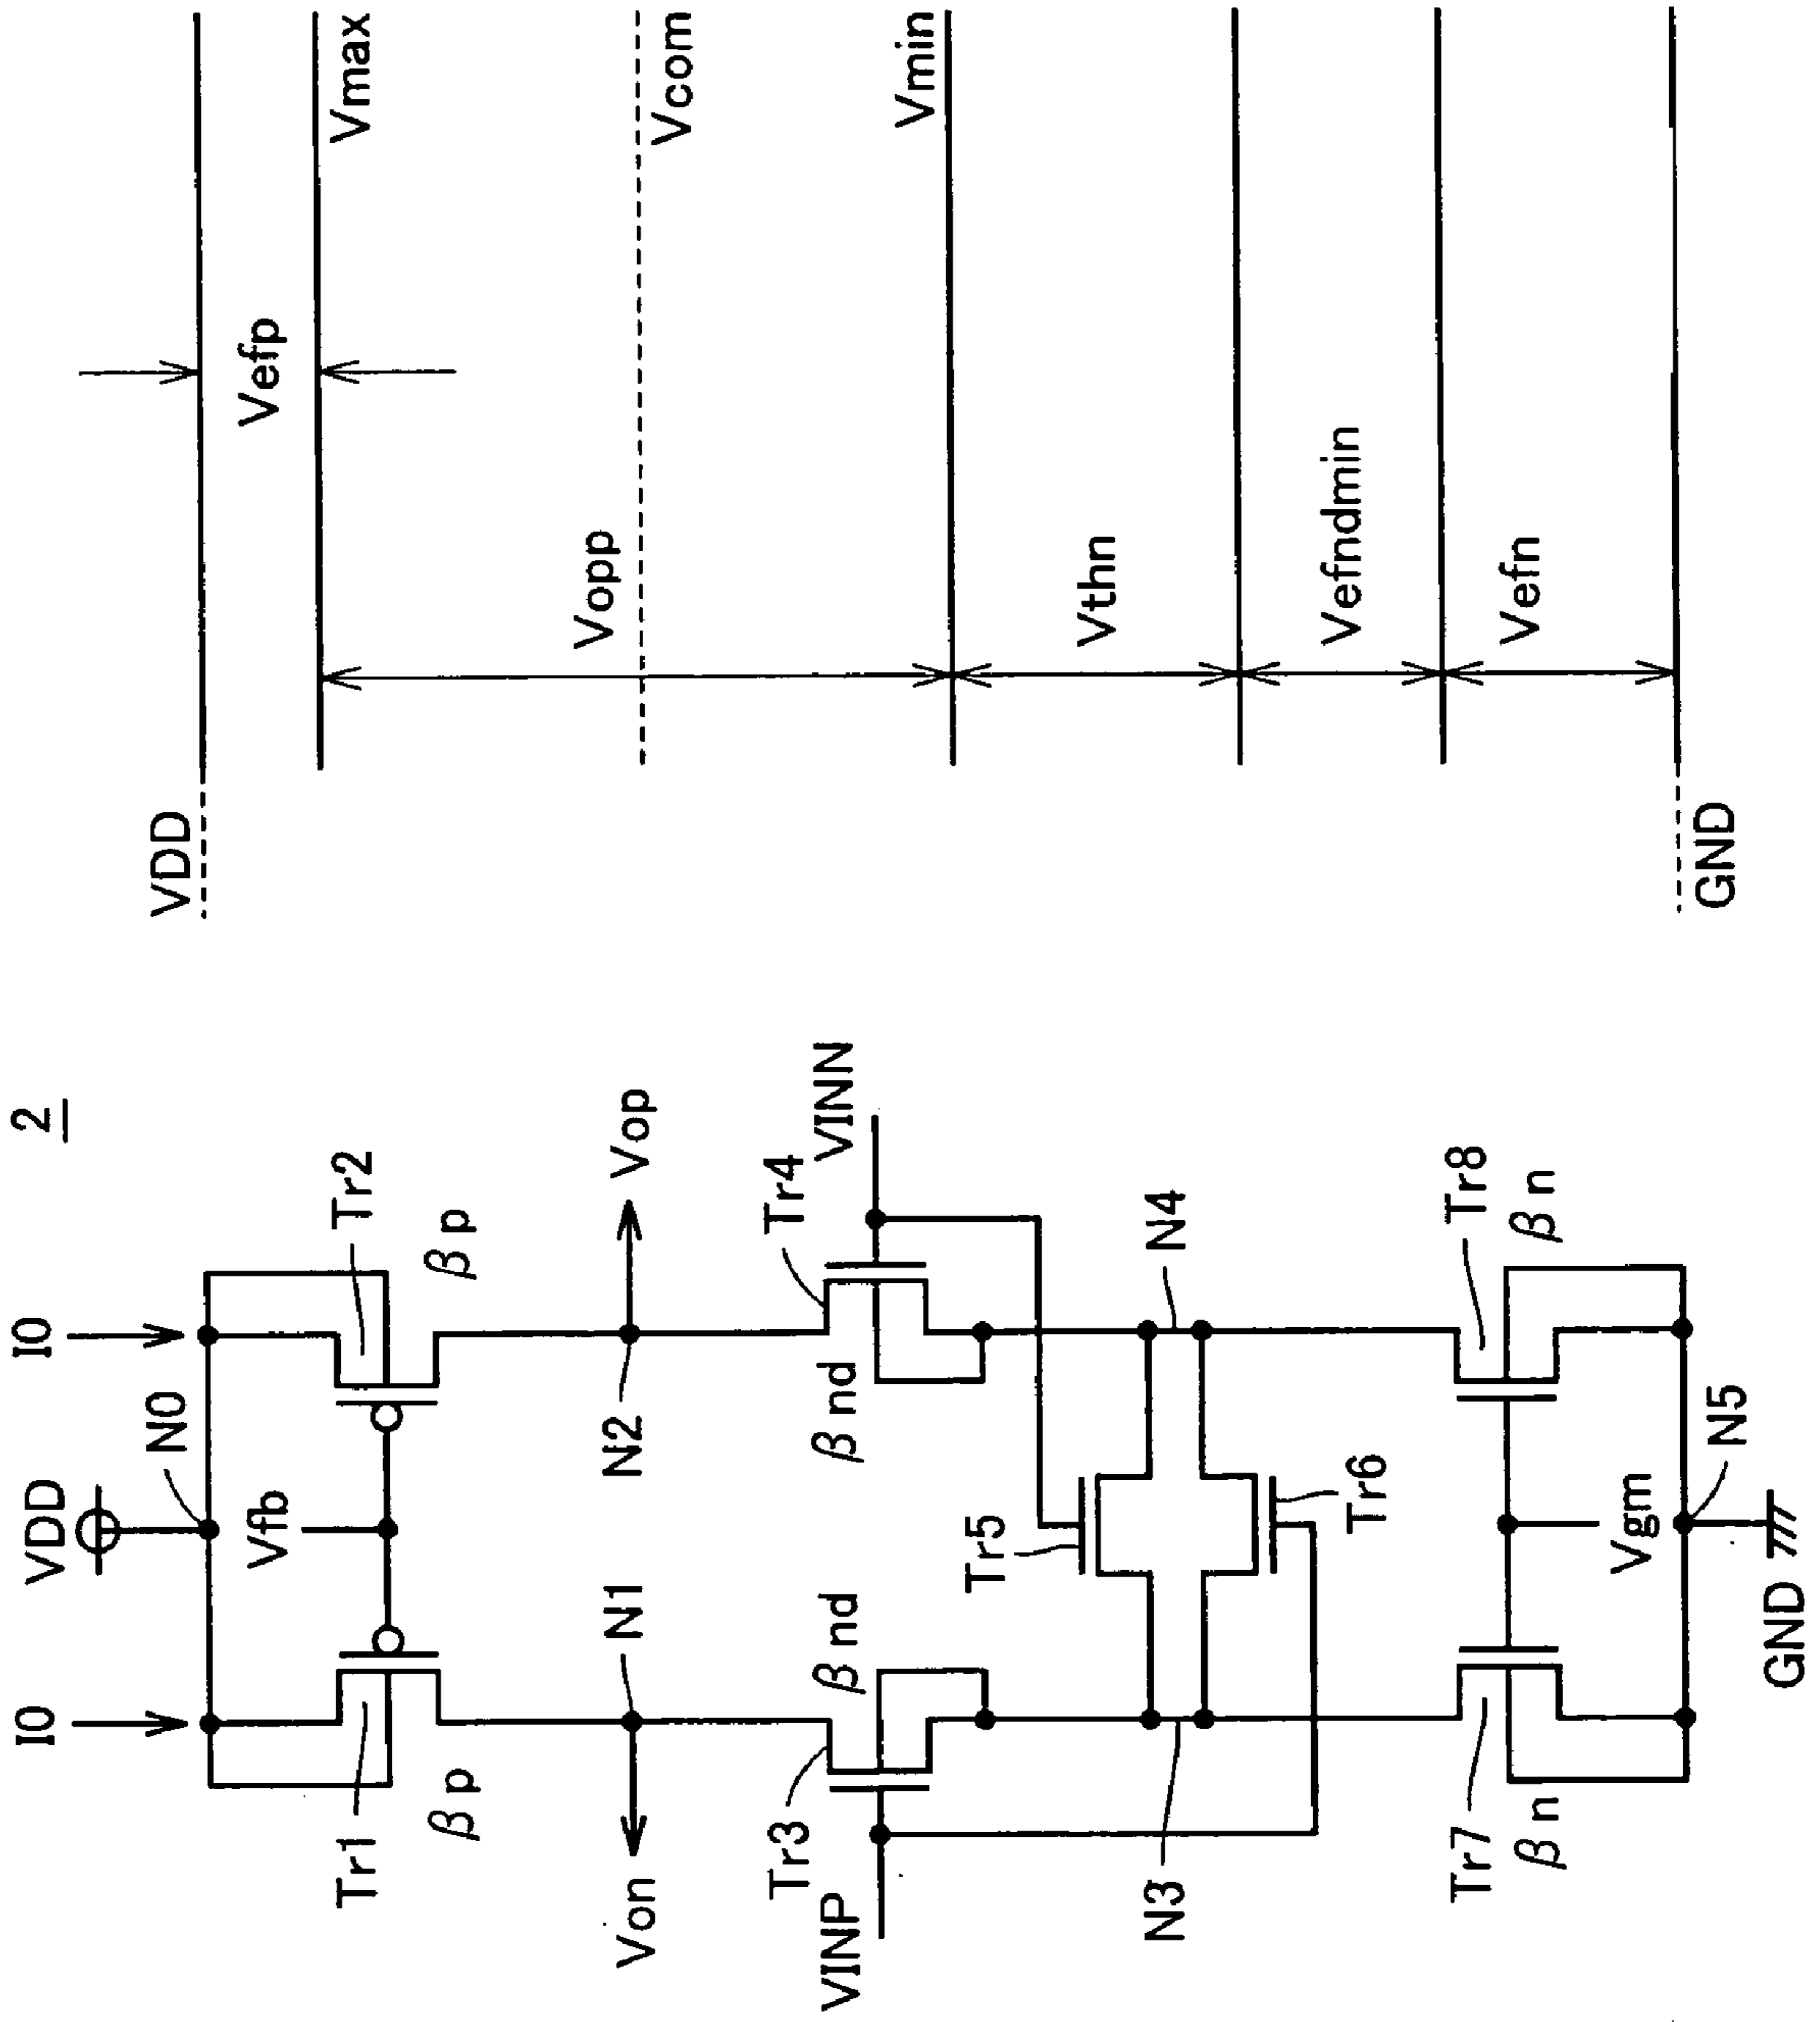 2
VDD
N0
IO
IO
Vfb
Tr1
βp
Tr2
βp
N1
N2
Von
Vop
Tr3
βnd
βnd
Tr4
VINP
VINN
Tr5
Tr6
N3
N4
Tr7
βn
Tr8
βn
Vgm
N5
GND
VDD
Vefp
Vmax
Vopp
Vcom
Vmin
Vthn
Vefndmin
Vefn
GND